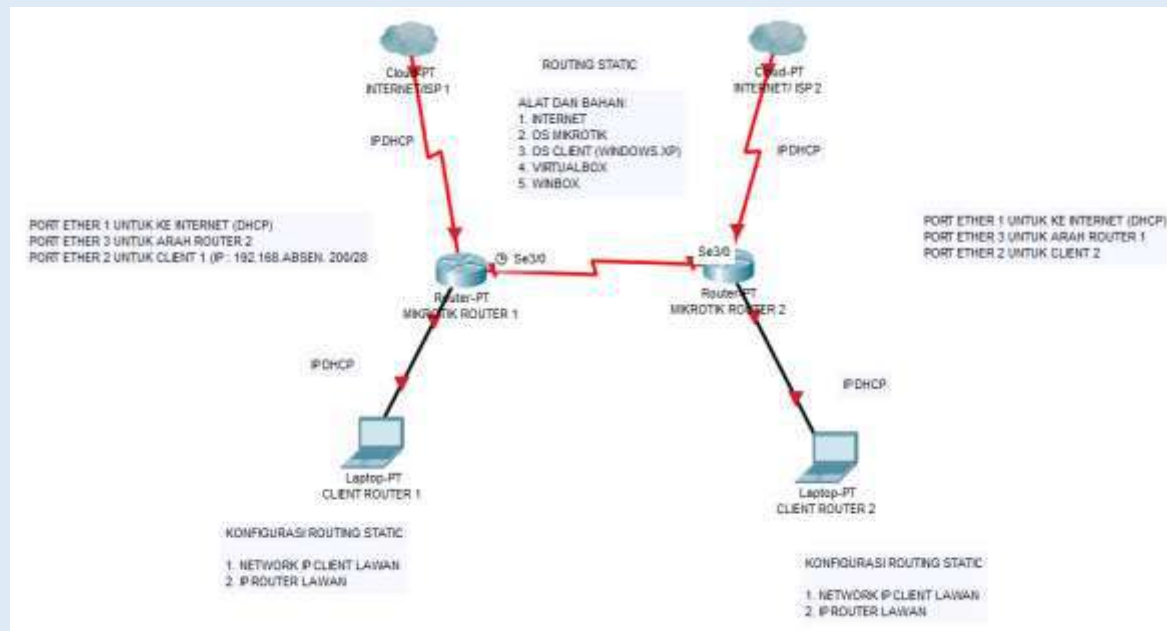 Cloud-PT
INTERNET/ISP 1
Cloud-PT
INTERNET/ ISP 2
ROUTING STATIC
ALAT DAN BAHAN:
1. INTERNET
2. OS MIKROTIK
3. OS CLIENT (WINDOWS XP)
4. VIRTUALBOX
5. WINBOX
IP DHCP
IP DHCP
PORT ETHER 1 UNTUK KE INTERNET (DHCP)
PORT ETHER 3 UNTUK ARAH ROUTER 2
PORT ETHER 2 UNTUK CLIENT 1 (IP : 192.168.ABSEN. 200/28
PORT ETHER 1 UNTUK KE INTERNET (DHCP)
PORT ETHER 3 UNTUK ARAH ROUTER 1
PORT ETHER 2 UNTUK CLIENT 2
Se3/0
Se3/0
Router-PT
MIKROTIK ROUTER 1
Router-PT
MIKROTIK ROUTER 2
IP DHCP
IP DHCP
Laptop-PT
CLIENT ROUTER 1
Laptop-PT
CLIENT ROUTER 2
KONFIGURASI ROUTING STATIC
1. NETWORK IP CLIENT LAWAN
2. IP ROUTER LAWAN
KONFIGURASI ROUTING STATIC
1. NETWORK IP CLIENT LAWAN
2. IP ROUTER LAWAN